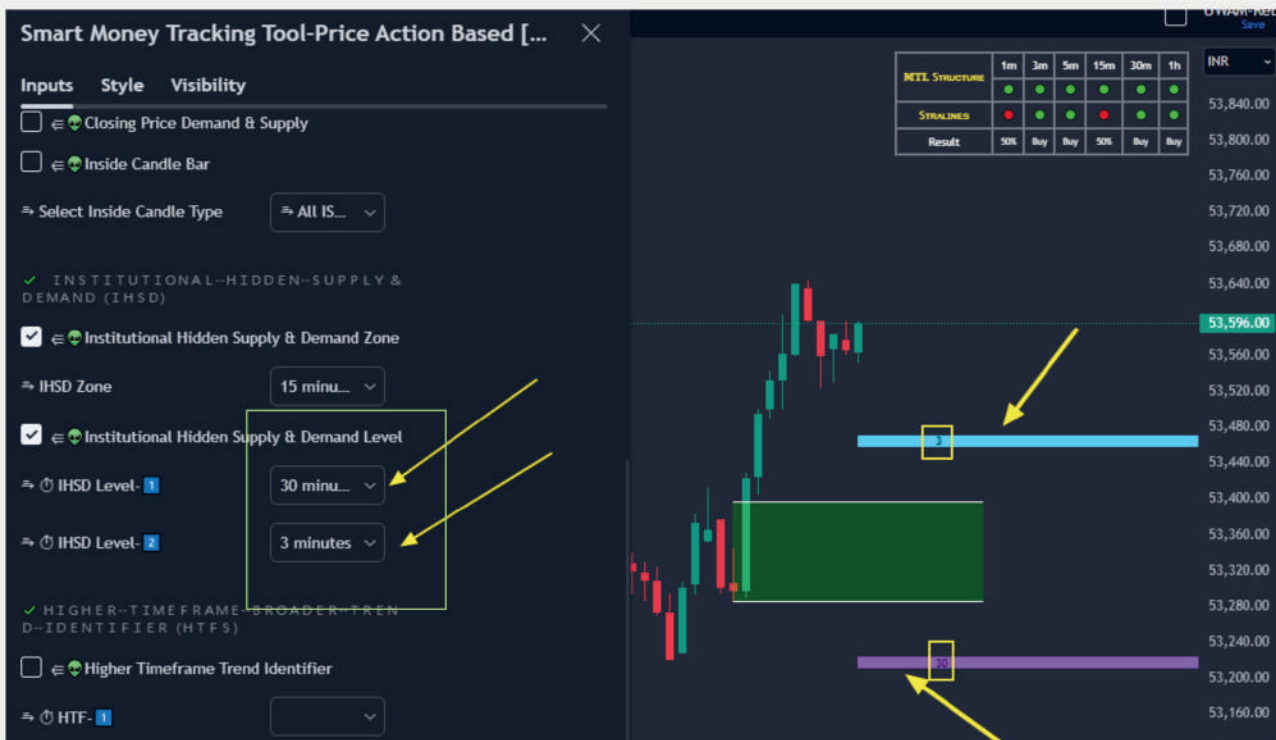 Smart Money Tracking Tool-Price Action Based [...
Inputs Style Visibility
Closing Price Demand & Supply
Inside Candle Bar
Select Inside Candle Type All IS...
INSTITUTIONAL--HIDDEN--SUPPLY &
DEMAND (IHSD)
Institutional Hidden Supply & Demand Zone
IHSD Zone 15 minu...
Institutional Hidden Supply & Demand Level
IHSD Level- 1 30 minu...
IHSD Level- 2 3 minutes
HIGHER--TIMEFRAME--BROADER--TREN
D--IDENTIFIER (HTFS)
Higher Timeframe Trend Identifier
HTF- 1
Save
MTL STRUCTURE 1m 3m 5m 15m 30m 1h
STRALINES
Result 50% Buy Buy 50% Buy Buy
INR
53,840.00
53,800.00
53,760.00
53,720.00
53,680.00
53,640.00
53,596.00
53,560.00
53,520.00
53,480.00
53,440.00
53,400.00
53,360.00
53,320.00
53,280.00
53,240.00
53,200.00
53,160.00
3
30